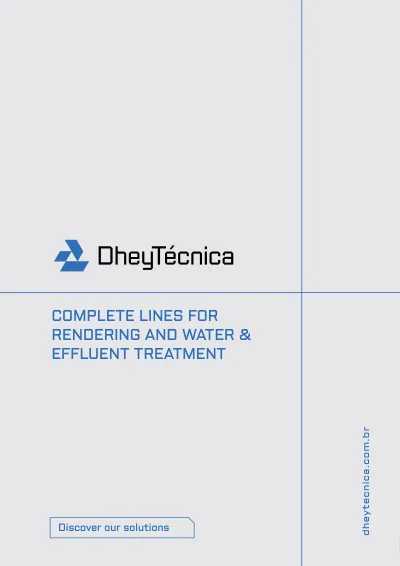 DheyTécnica
COMPLETE LINES FOR
RENDERING AND WATER &
EFFLUENT TREATMENT
dheytecnica.com.br
Discover our solutions